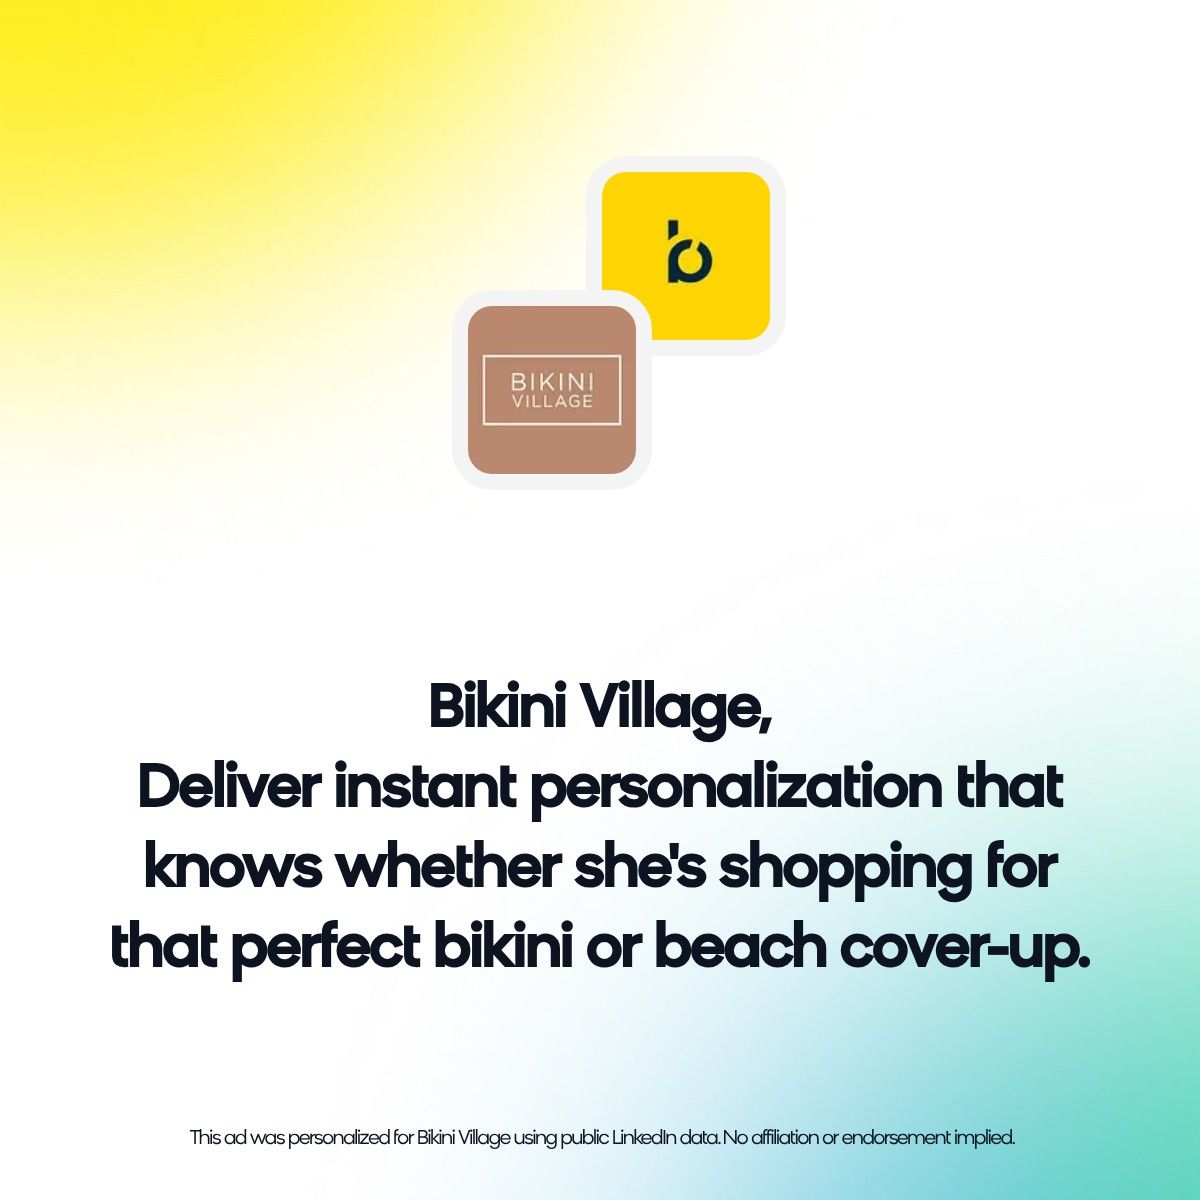 b
BIKINI
VILLAGE
Bikini Village,
Deliver instant personalization that
knows whether she's shopping for
that perfect bikini or beach cover-up.
This ad was personalized for Bikini Village using public LinkedIn data. No affiliation or endorsement implied.